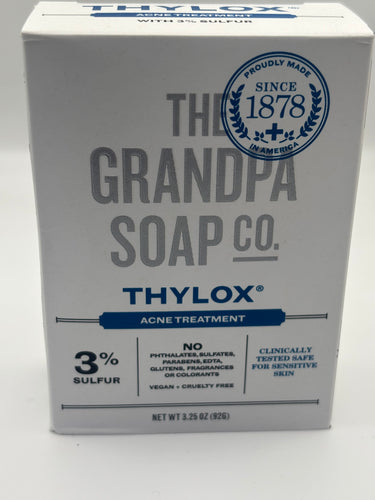 THYLOX®
ACNE TREATMENT
WITH 3% SULFUR
PROUDLY MADE
SINCE
1878
IN AMERICA
THE
GRANDPA
SOAP CO.
THYLOX®
ACNE TREATMENT
3%
SULFUR
NO
PHTHALATES, SULFATES,
PARABENS, EDTA,
GLUTENS, FRAGRANCES
OR COLORANTS
VEGAN + CRUELTY FREE
CLINICALLY
TESTED SAFE
FOR SENSITIVE
SKIN
NET WT 3.25 OZ (92G)